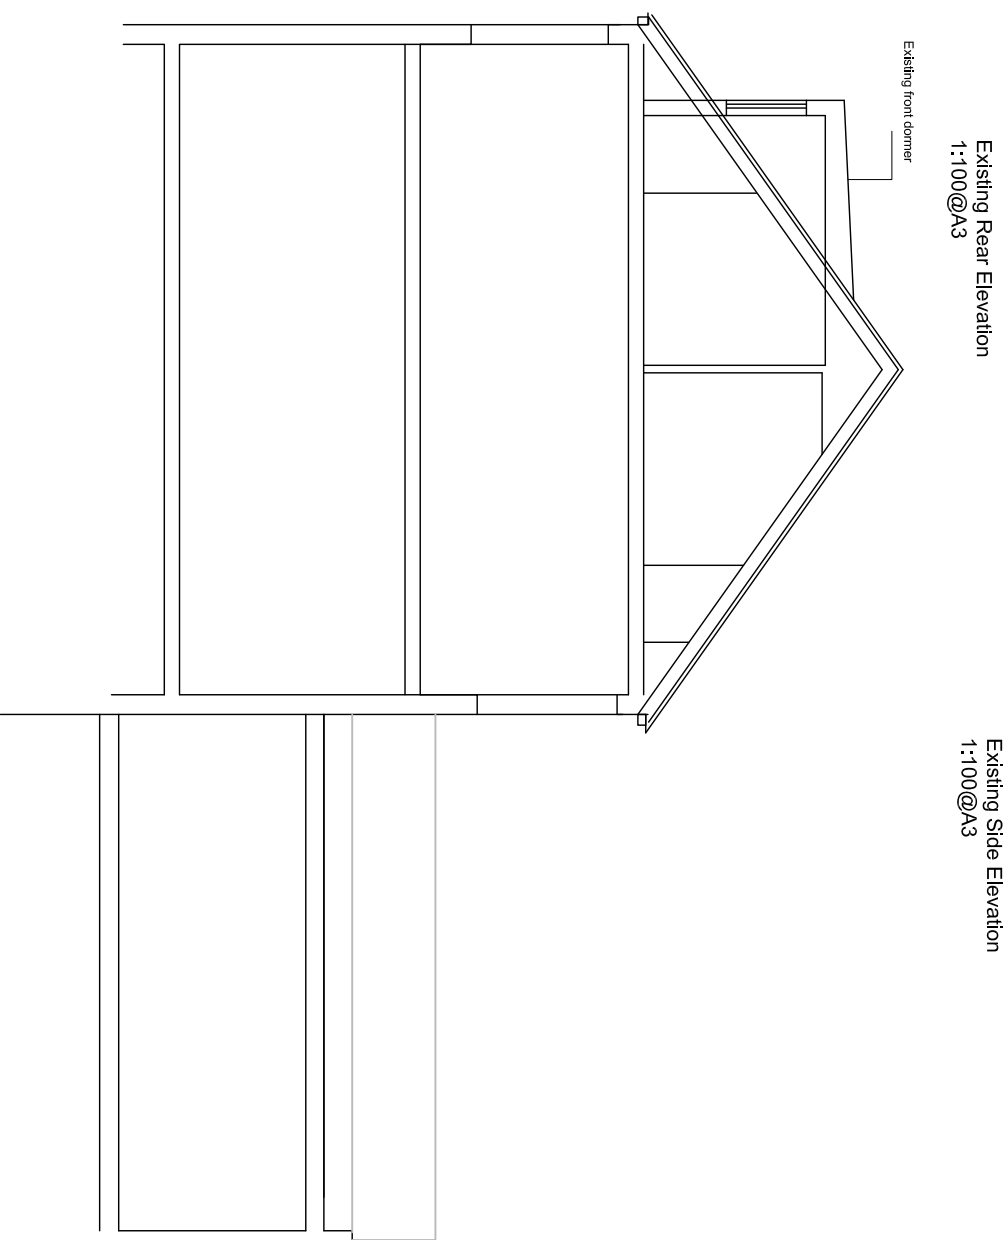 Existing Rear Elevation
1:100@A3
Existing Side Elevation
1:100@A3
Existing front dormer